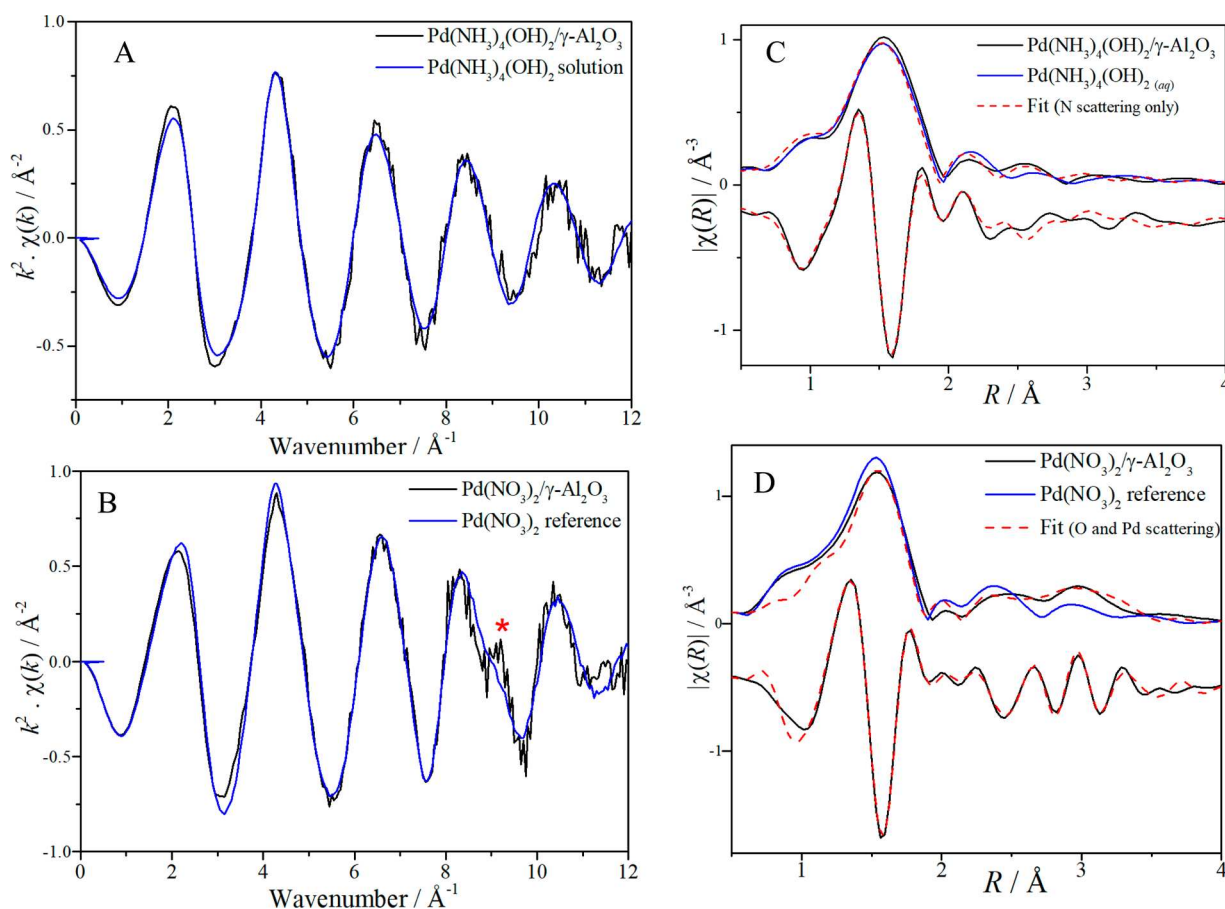 A
Pd(NH₃)₄(OH)₂/γ-Al₂O₃
Pd(NH₃)₄(OH)₂ solution
k² . χ(k) / Å⁻²
1.0
0.5
0.0
-0.5
0 2 4 6 8 10 12
Wavenumber / Å⁻¹
B
Pd(NO₃)₂/γ-Al₂O₃
Pd(NO₃)₂ reference
*
k² . χ(k) / Å⁻²
1.0
0.5
0.0
-0.5
-1.0
0 2 4 6 8 10 12
Wavenumber / Å⁻¹
C
Pd(NH₃)₄(OH)₂/γ-Al₂O₃
Pd(NH₃)₄(OH)₂ (aq)
Fit (N scattering only)
|χ(R)| / Å⁻³
1
0
-1
1 2 3 4
R / Å
D
Pd(NO₃)₂/γ-Al₂O₃
Pd(NO₃)₂ reference
Fit (O and Pd scattering)
|χ(R)| / Å⁻³
1
0
-1
1 2 3 4
R / Å